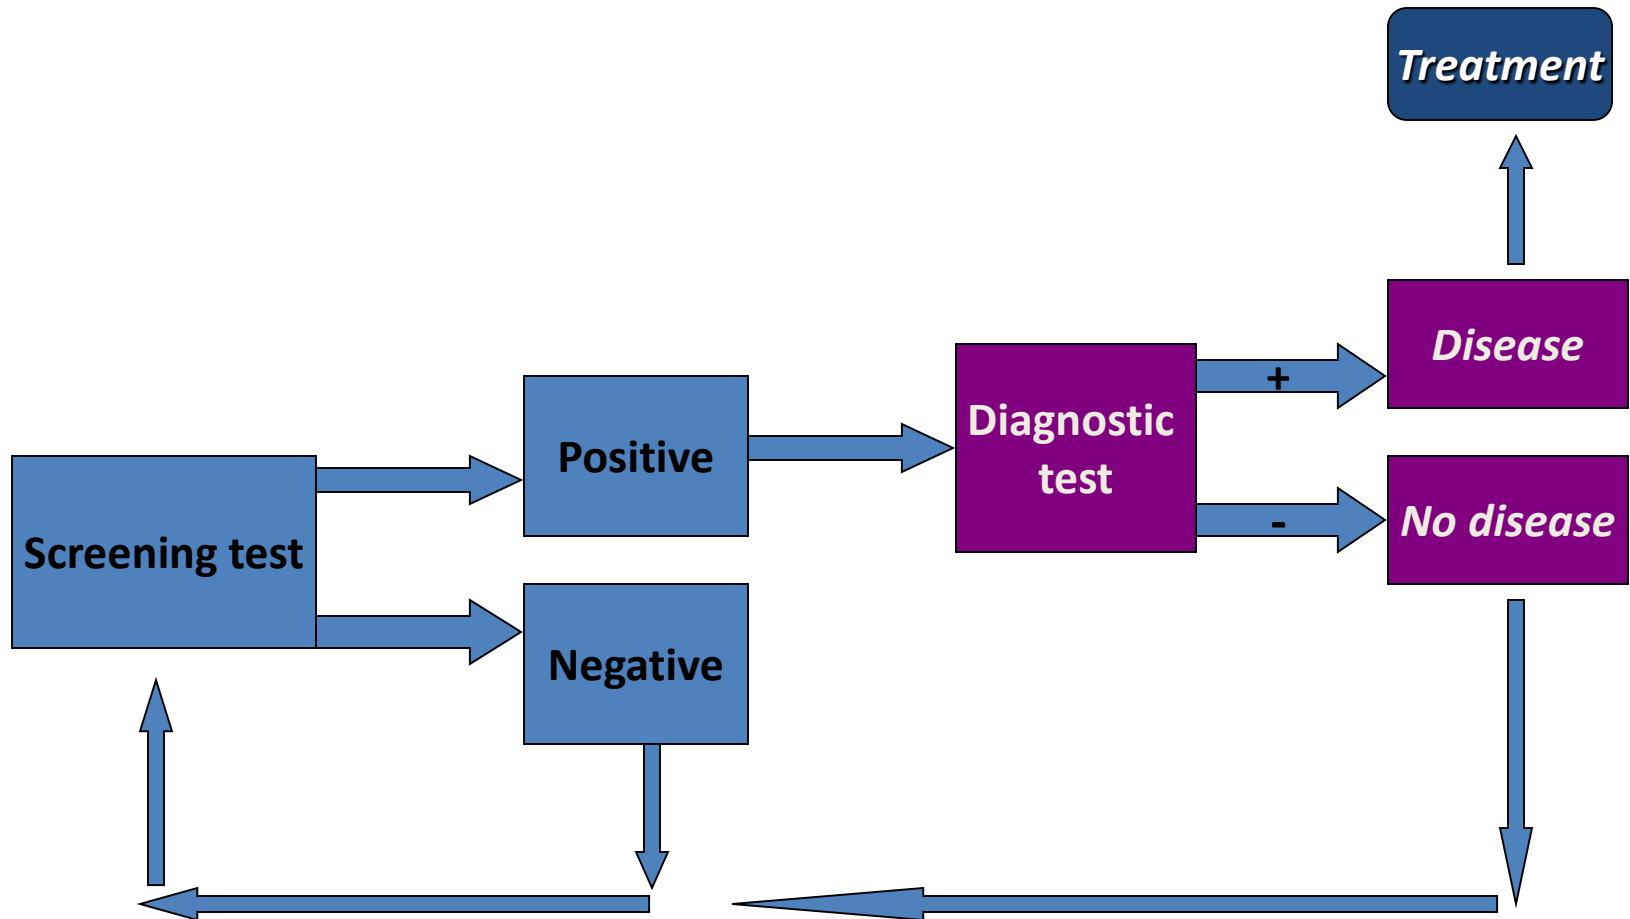 Treatment
Disease
+
Diagnostic
test
Positive
-
No disease
Screening test
Negative